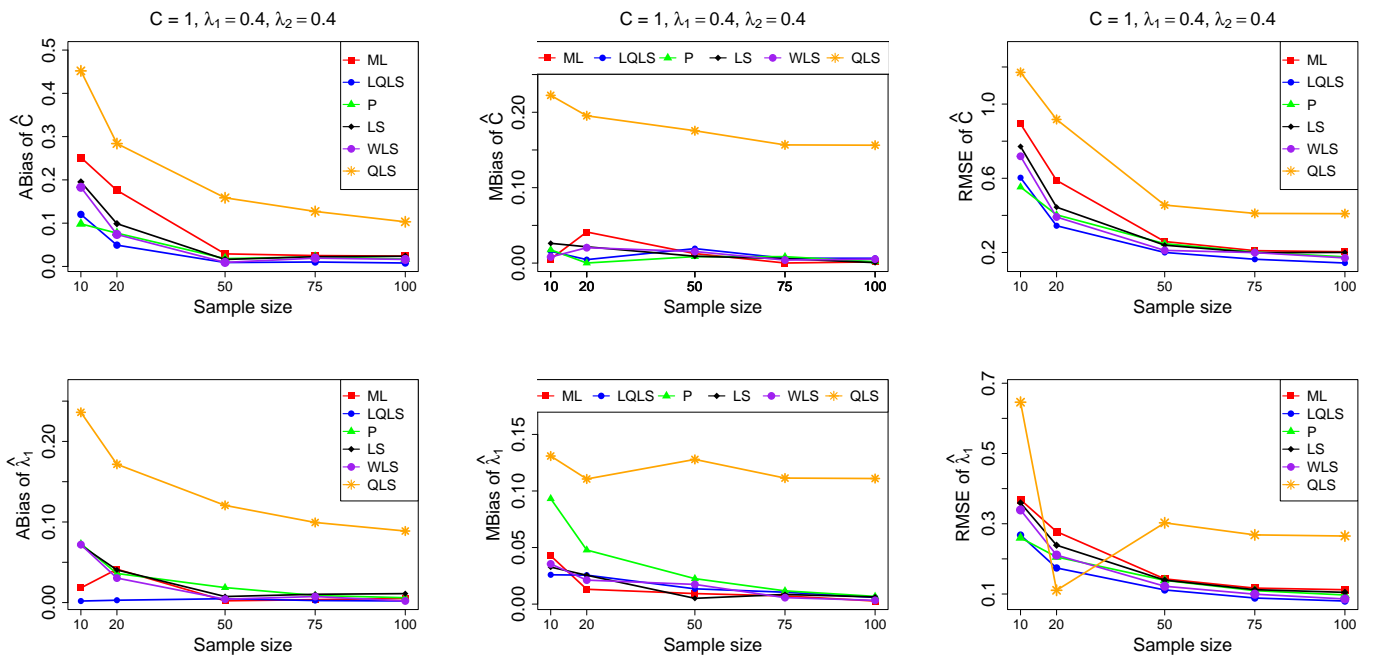 C = 1, λ₁ = 0.4, λ₂ = 0.4
ABias of Ĉ
0.0 0.1 0.2 0.3 0.4 0.5
ML
LQLS
P
LS
WLS
QLS
10 20 50 75 100
Sample size
C = 1, λ₁ = 0.4, λ₂ = 0.4
ML LQLS P LS WLS QLS
MBias of Ĉ
0.00 0.10 0.20
10 20 50 75 100
Sample size
C = 1, λ₁ = 0.4, λ₂ = 0.4
RMSE of Ĉ
0.2 0.6 1.0
ML
LQLS
P
LS
WLS
QLS
10 20 50 75 100
Sample size
ABias of λ̂₁
0.00 0.10 0.20
ML
LQLS
P
LS
WLS
QLS
10 20 50 75 100
Sample size
ML LQLS P LS WLS QLS
MBias of λ̂₁
0.00 0.05 0.10 0.15
10 20 50 75 100
Sample size
RMSE of λ̂₁
0.1 0.3 0.5 0.7
ML
LQLS
P
LS
WLS
QLS
10 20 50 75 100
Sample size